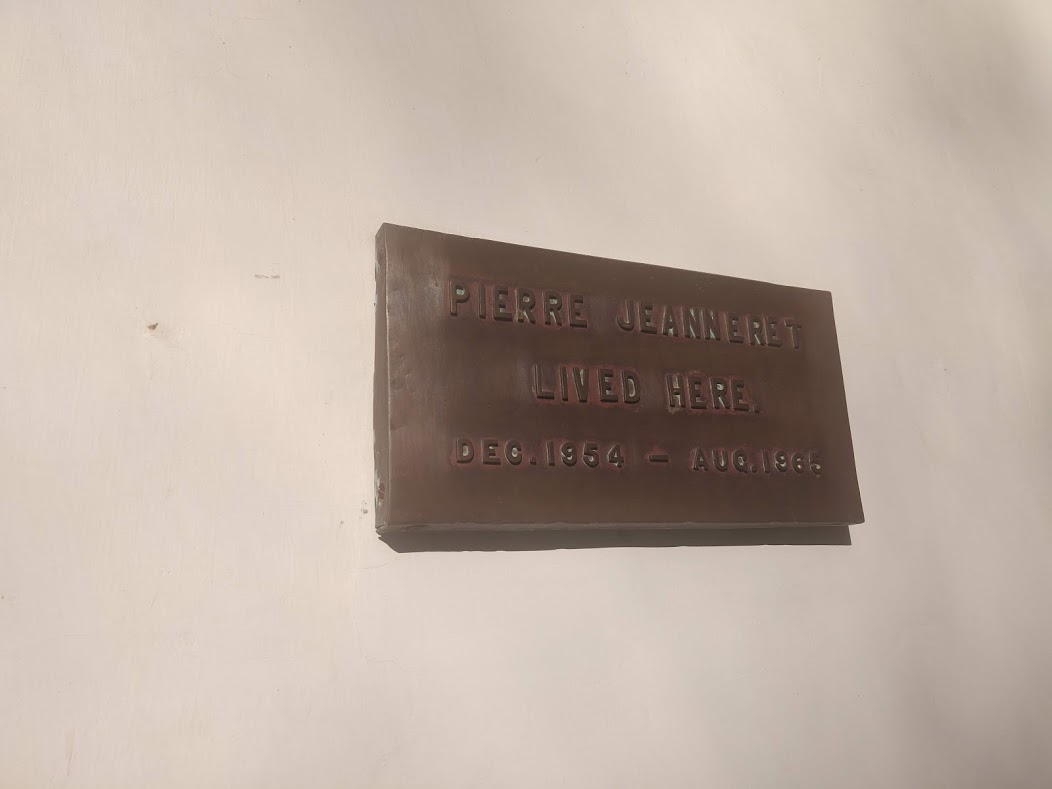 PIERRE JEANNERET
LIVED HERE.
DEC.1954 – AUG.1965